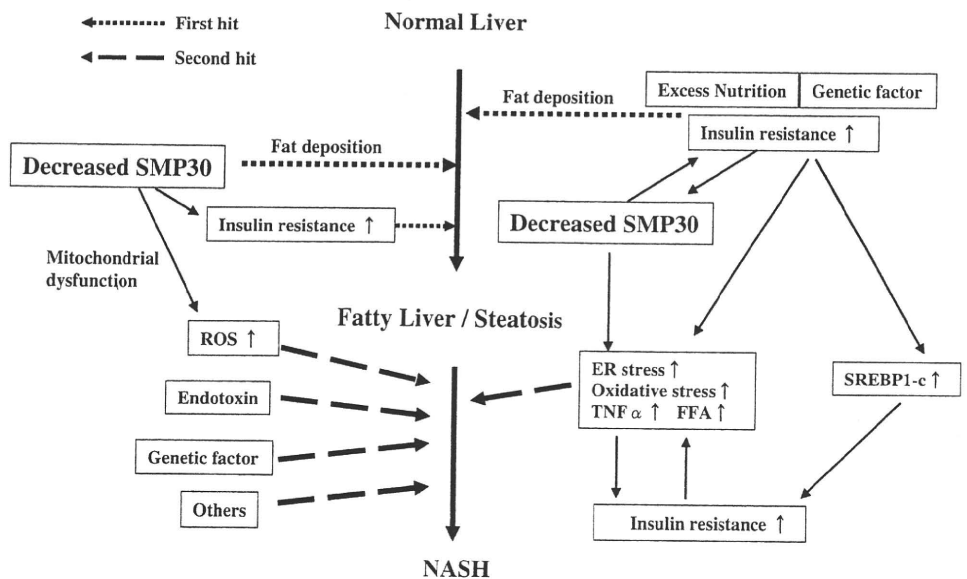 First hit
Second hit
Normal Liver
Fat deposition
Excess Nutrition
Genetic factor
Insulin resistance ↑
Decreased SMP30
Fat deposition
Insulin resistance ↑
Decreased SMP30
Mitochondrial
dysfunction
Fatty Liver / Steatosis
ROS ↑
ER stress ↑
Oxidative stress ↑
TNF α ↑ FFA ↑
SREBP1-c ↑
Endotoxin
Genetic factor
Others
Insulin resistance ↑
NASH